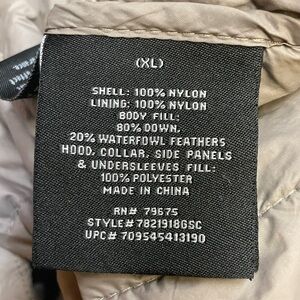 (XL)
SHELL: 100% NYLON
LINING: 100% NYLON
BODY FILL:
80% DOWN,
20% WATERFOWL FEATHERS
HOOD, COLLAR, SIDE PANELS
& UNDERSLEEVES FILL:
100% POLYESTER
MADE IN CHINA
RN# 79675
STYLE# 7821918GSC
UPC# 709545413190